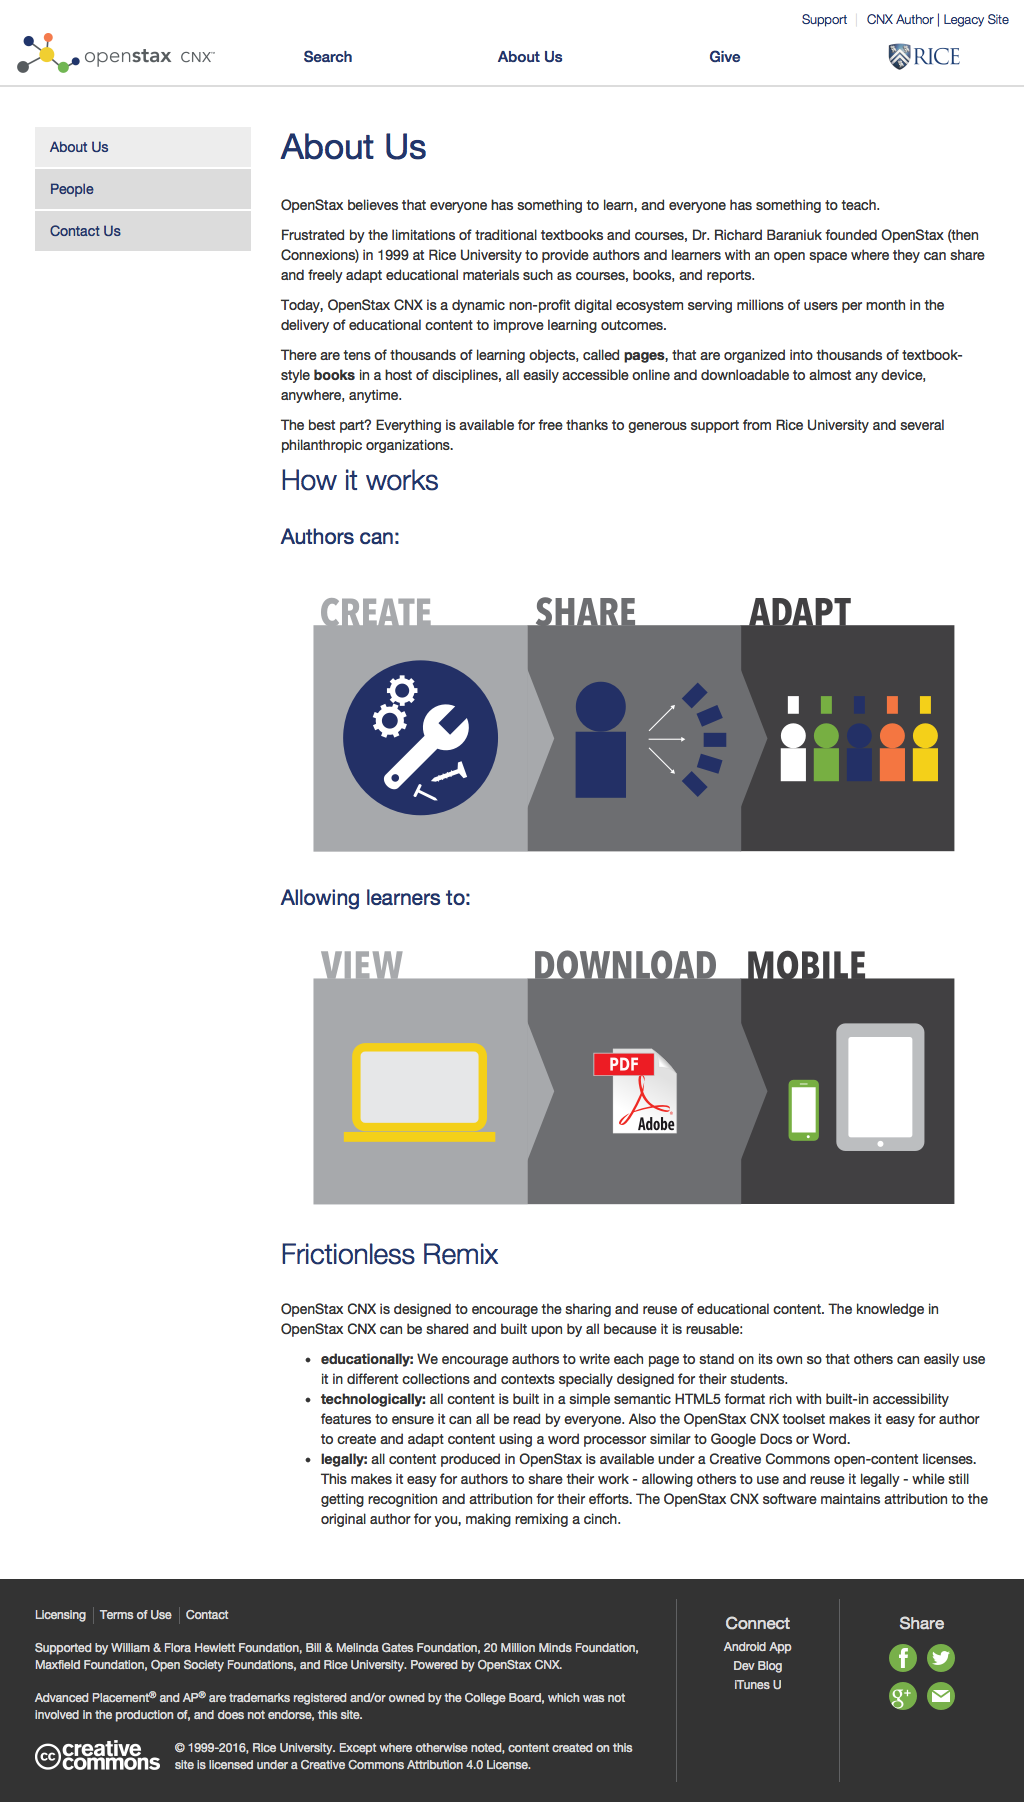 Support | CNX Author | Legacy Site
openstax CNX™
Search
About Us
Give
RICE
About Us
People
Contact Us
About Us
OpenStax believes that everyone has something to learn, and everyone has something to teach.
Frustrated by the limitations of traditional textbooks and courses, Dr. Richard Baraniuk founded OpenStax (then
Connexions) in 1999 at Rice University to provide authors and learners with an open space where they can share
and freely adapt educational materials such as courses, books, and reports.
Today, OpenStax CNX is a dynamic non-profit digital ecosystem serving millions of users per month in the
delivery of educational content to improve learning outcomes.
There are tens of thousands of learning objects, called pages, that are organized into thousands of textbook-
style books in a host of disciplines, all easily accessible online and downloadable to almost any device,
anywhere, anytime.
The best part? Everything is available for free thanks to generous support from Rice University and several
philanthropic organizations.
How it works
Authors can:
CREATE
SHARE
ADAPT
Allowing learners to:
VIEW
DOWNLOAD
MOBILE
PDF
Adobe
Frictionless Remix
OpenStax CNX is designed to encourage the sharing and reuse of educational content. The knowledge in
OpenStax CNX can be shared and built upon by all because it is reusable:
• educationally: We encourage authors to write each page to stand on its own so that others can easily use
it in different collections and contexts specially designed for their students.
• technologically: all content is built in a simple semantic HTML5 format rich with built-in accessibility
features to ensure it can all be read by everyone. Also the OpenStax CNX toolset makes it easy for author
to create and adapt content using a word processor similar to Google Docs or Word.
• legally: all content produced in OpenStax is available under a Creative Commons open-content licenses.
This makes it easy for authors to share their work - allowing others to use and reuse it legally - while still
getting recognition and attribution for their efforts. The OpenStax CNX software maintains attribution to the
original author for you, making remixing a cinch.
Licensing | Terms of Use | Contact
Supported by William & Flora Hewlett Foundation, Bill & Melinda Gates Foundation, 20 Million Minds Foundation,
Maxfield Foundation, Open Society Foundations, and Rice University. Powered by OpenStax CNX.
Advanced Placement® and AP® are trademarks registered and/or owned by the College Board, which was not
involved in the production of, and does not endorse, this site.
cc creative
commons
© 1999-2016, Rice University. Except where otherwise noted, content created on this
site is licensed under a Creative Commons Attribution 4.0 License.
Connect
Android App
Dev Blog
iTunes U
Share
f
g+